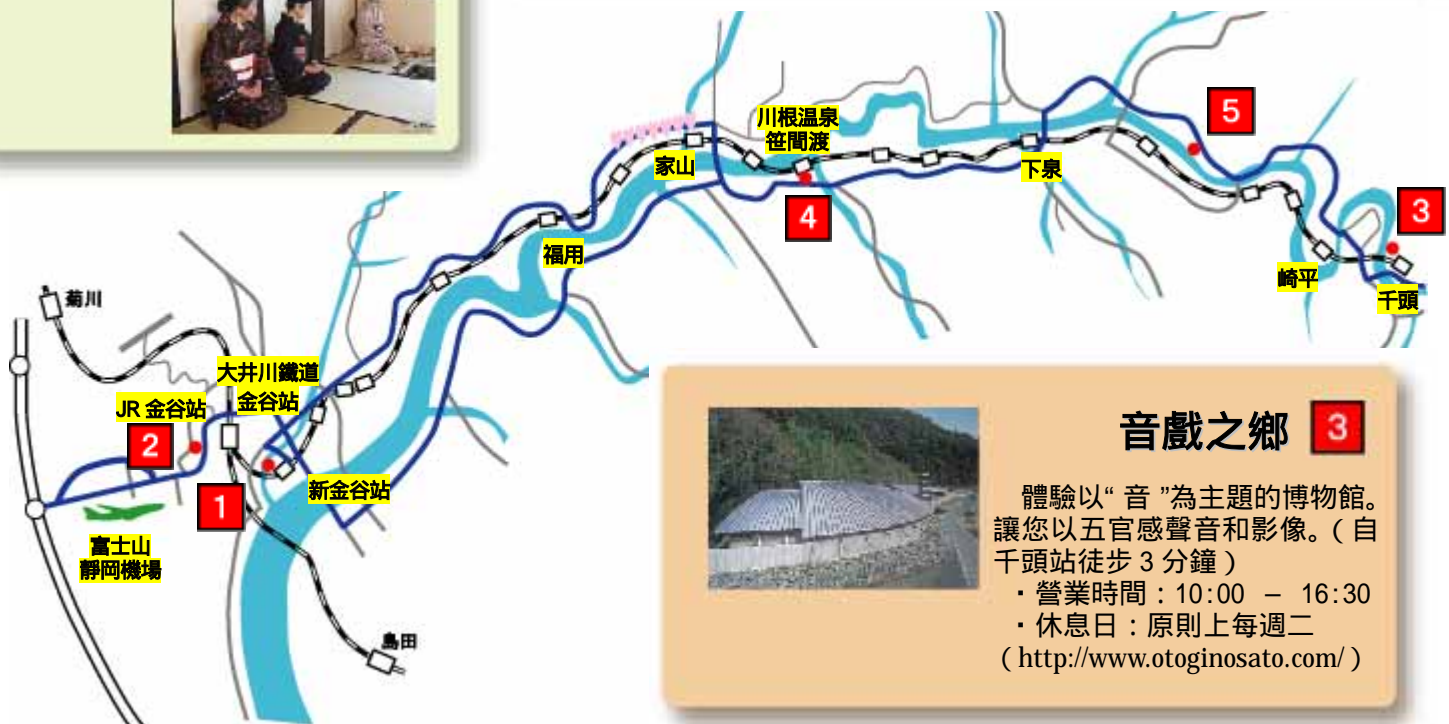 川根温泉
笹間渡
家山
下泉
5
4
3
福用
崎平
千頭
菊川
大井川鐵道
金谷站
JR 金谷站
2
1
新金谷站
富士山
靜岡機場
島田
音戲之鄉 3
體驗以“音”為主題的博物館。
讓您以五官感聲音和影像。(自
千頭站徒步 3 分鐘)
・營業時間：10:00 － 16:30
・休息日：原則上每週二
(http://www.otoginosato.com/)